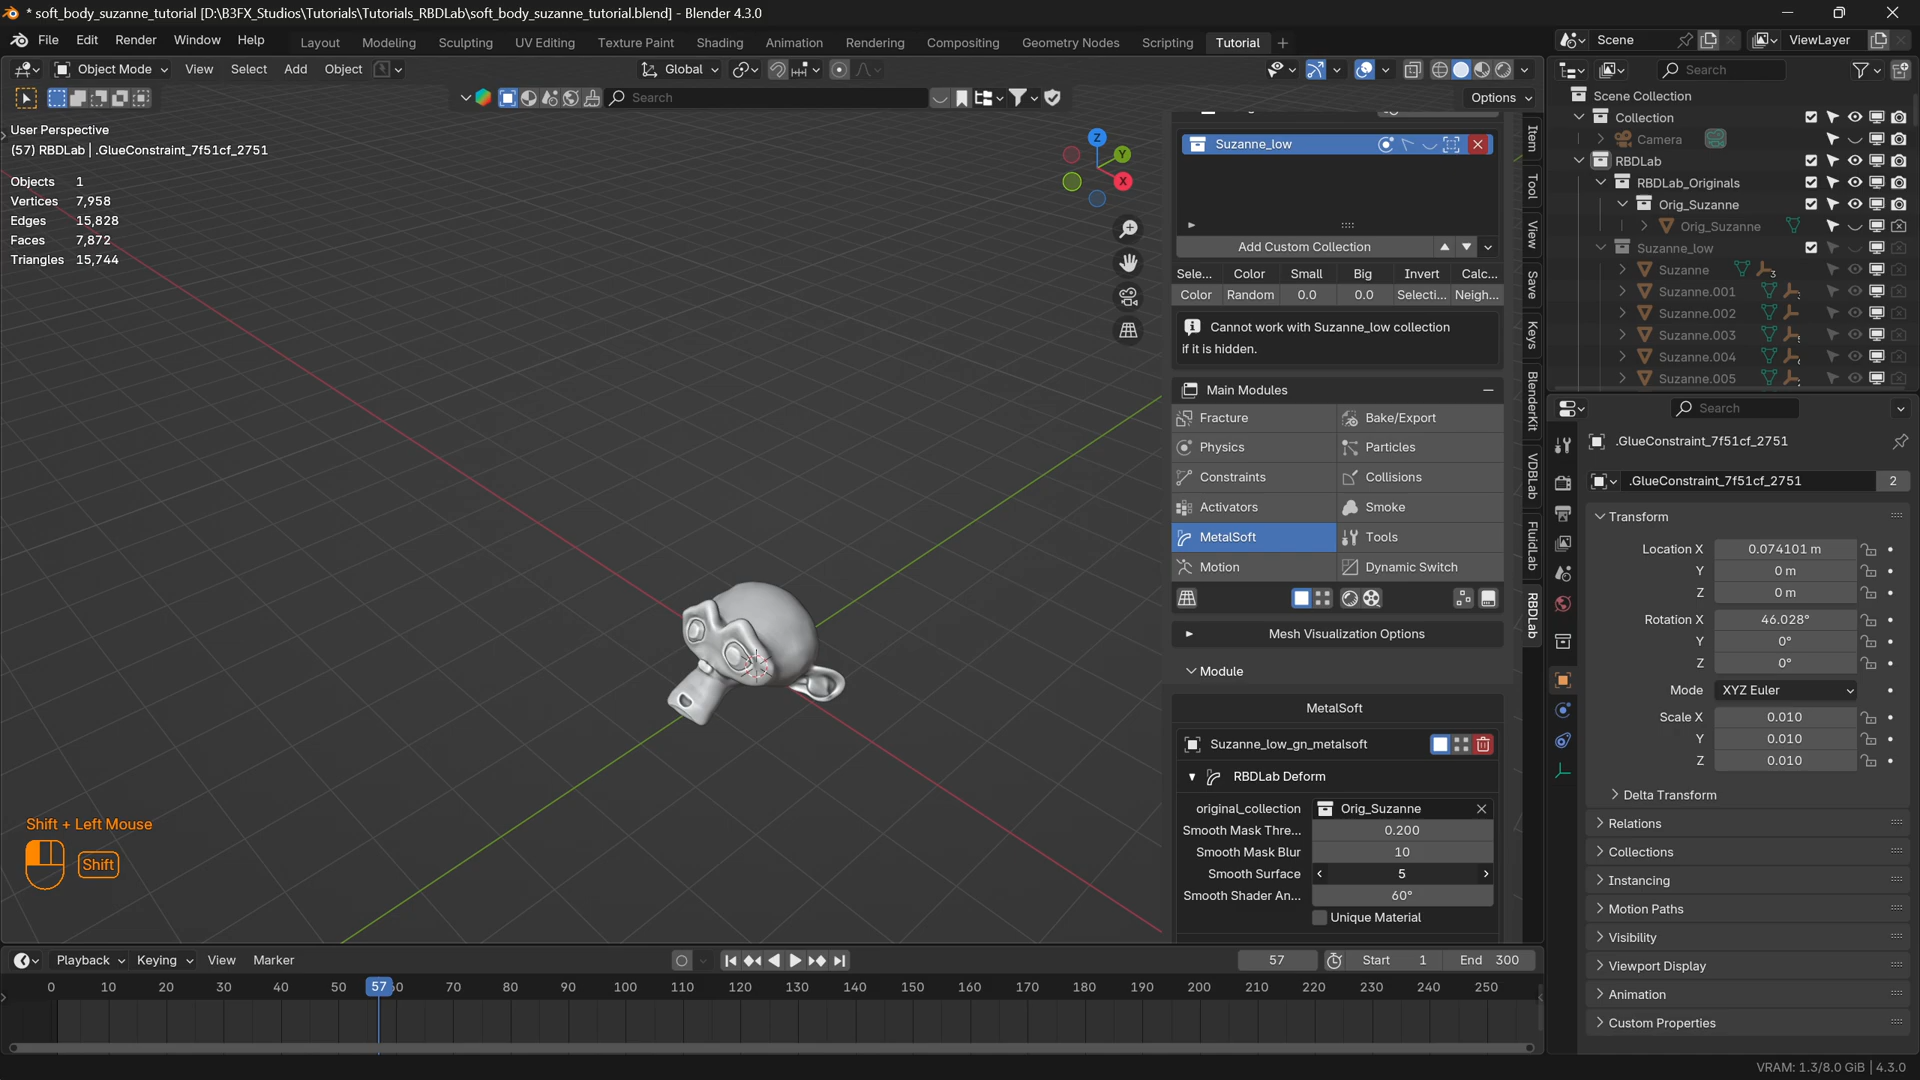 * soft_body_suzanne_tutorial [D:\B3FX_Studios\Tutorials\Tutorials_RBDLab\soft_body_suzanne_tutorial.blend] - Blender 4.3.0
File Edit Render Window Help Layout Modeling Sculpting UV Editing Texture Paint Shading Animation Rendering Compositing Geometry Nodes Scripting Tutorial + Scene ViewLayer
Object Mode View Select Add Object Global Search
Search Options
User Perspective
(57) RBDLab | .GlueConstraint_7f51cf_2751
Objects 1
Vertices 7,958
Edges 15,828
Faces 7,872
Triangles 15,744
Z
Y
X
Shift + Left Mouse
Shift
Suzanne_low
Add Custom Collection
Sele... Color Small Big Invert Calc...
Color Random 0.0 0.0 Selecti... Neigh...
Cannot work with Suzanne_low collection
if it is hidden.
Main Modules
Fracture Bake/Export
Physics Particles
Constraints Collisions
Activators Smoke
MetalSoft Tools
Motion Dynamic Switch
Mesh Visualization Options
Module
MetalSoft
Suzanne_low_gn_metalsoft
RBDLab Deform
original_collection Orig_Suzanne
Smooth Mask Thre... 0.200
Smooth Mask Blur 10
Smooth Surface 5
Smooth Shader An... 60°
Unique Material
Item
Tool
View
Save
Keys
BlenderKit
VDBLab
FluidLab
RBDLab
Scene Collection
Collection
Camera
RBDLab
RBDLab_Originals
Orig_Suzanne
Orig_Suzanne
Suzanne_low
Suzanne 3
Suzanne.001
Suzanne.002
Suzanne.003
Suzanne.004
Suzanne.005
Search
.GlueConstraint_7f51cf_2751
.GlueConstraint_7f51cf_2751 2
Transform
Location X 0.074101 m
Y 0 m
Z 0 m
Rotation X 46.028°
Y 0°
Z 0°
Mode XYZ Euler
Scale X 0.010
Y 0.010
Z 0.010
Delta Transform
Relations
Collections
Instancing
Motion Paths
Visibility
Viewport Display
Animation
Custom Properties
Playback Keying View Marker 57 Start 1 End 300
0 10 20 30 40 50 57 60 70 80 90 100 110 120 130 140 150 160 170 180 190 200 210 220 230 240 250
VRAM: 1.3/8.0 GiB | 4.3.0